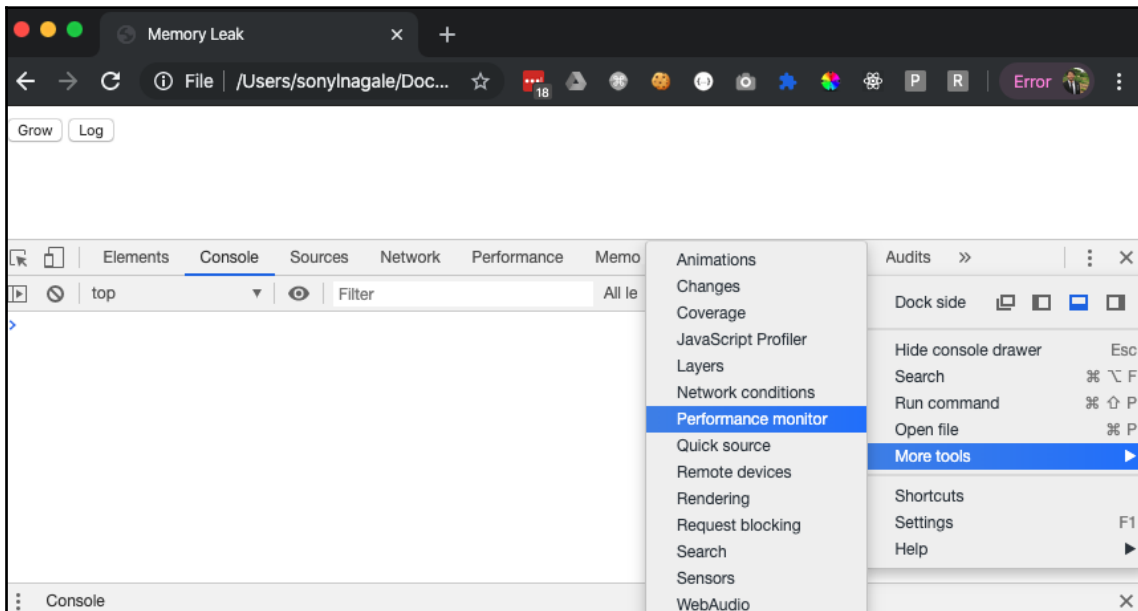 Memory Leak
File /Users/sonylnagale/Doc... 18 P R Error
Grow Log
Elements Console Sources Network Performance Memo Audits »
top Filter All le
Animations
Changes
Coverage
JavaScript Profiler
Layers
Network conditions
Performance monitor
Quick source
Remote devices
Rendering
Request blocking
Search
Sensors
WebAudio
Dock side
Hide console drawer Esc
Search ⌘ ⌥ F
Run command ⌘ ⇧ P
Open file ⌘ P
More tools
Shortcuts
Settings F1
Help
Console